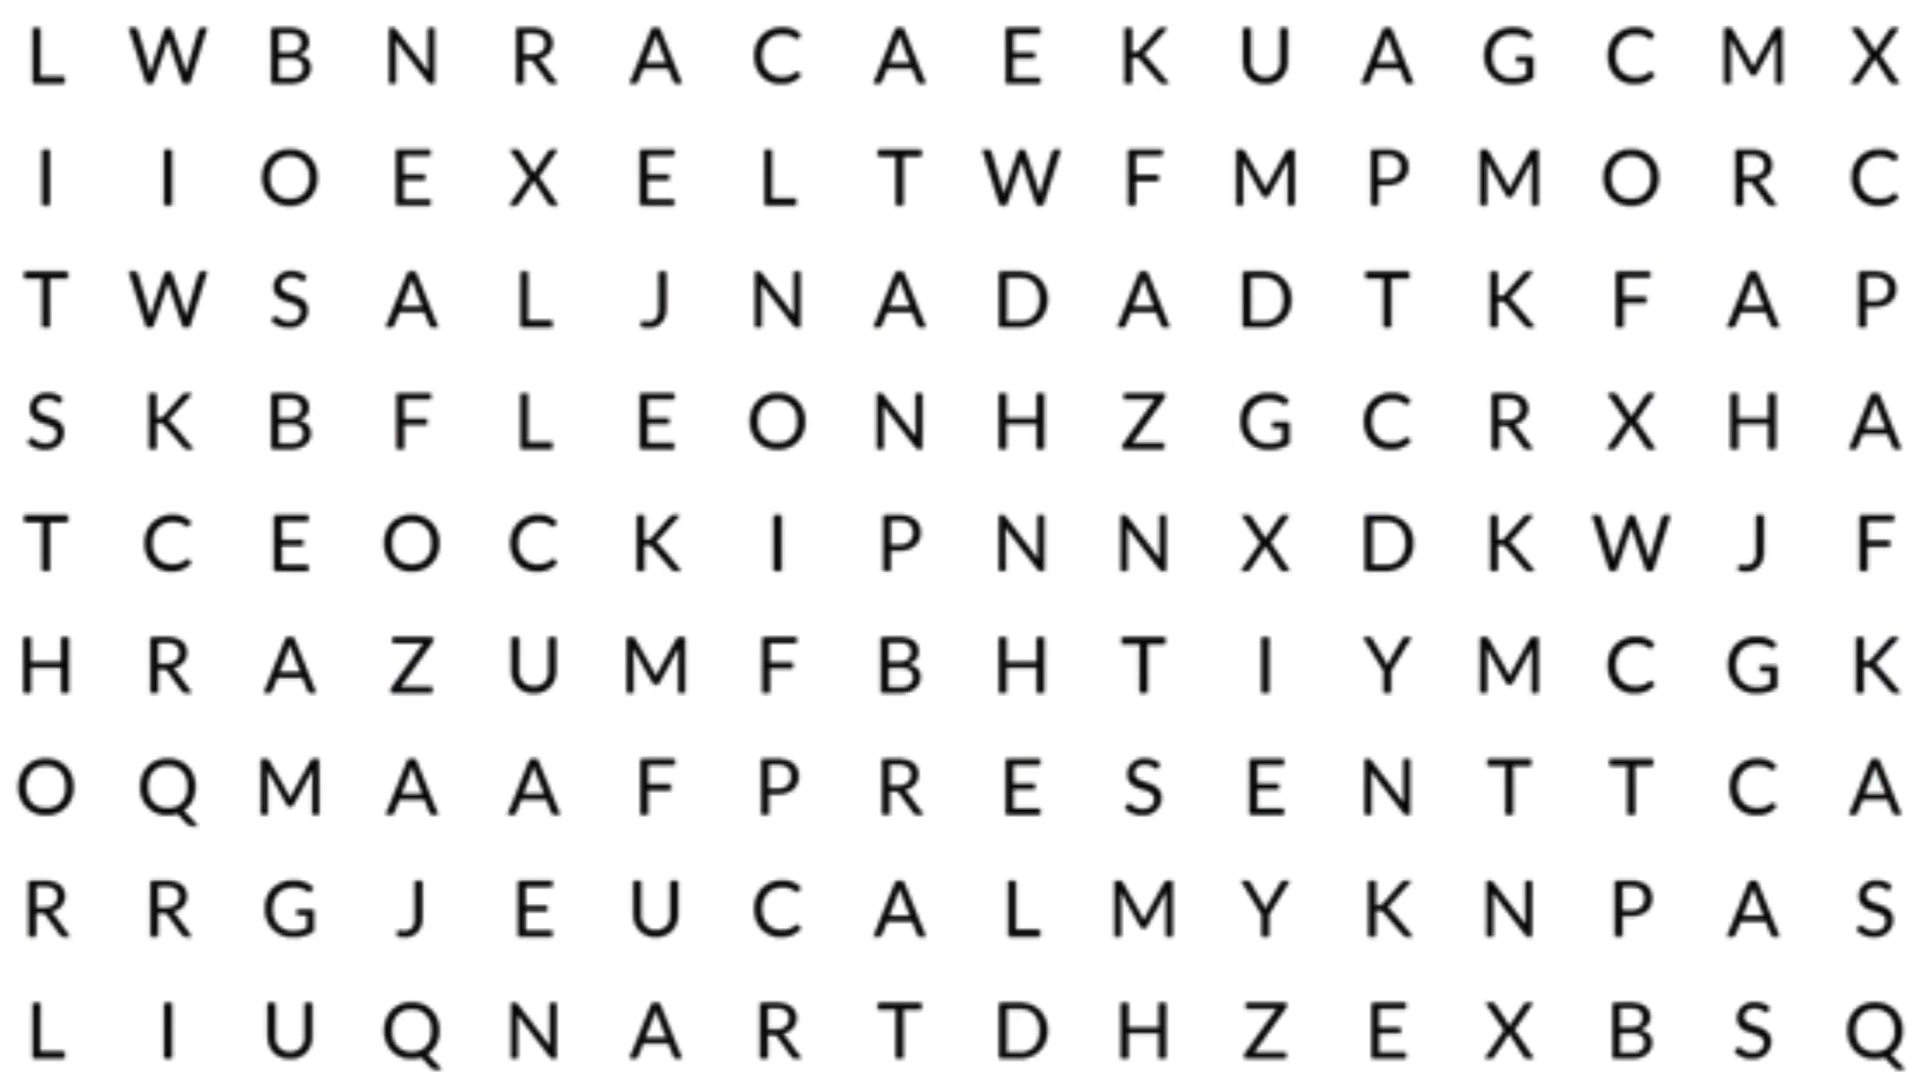 L W B N R A C A E K U A G C M X
I I O E X E L T W F M P M O R C
T W S A L J N A D A D T K F A P
S K B F L E O N H Z G C R X H A
T C E O C K I P N N X D K W J F
H R A Z U M F B H T I Y M C G K
O Q M A A F P R E S E N T T C A
R R G J E U C A L M Y K N P A S
L I U Q N A R T D H Z E X B S Q